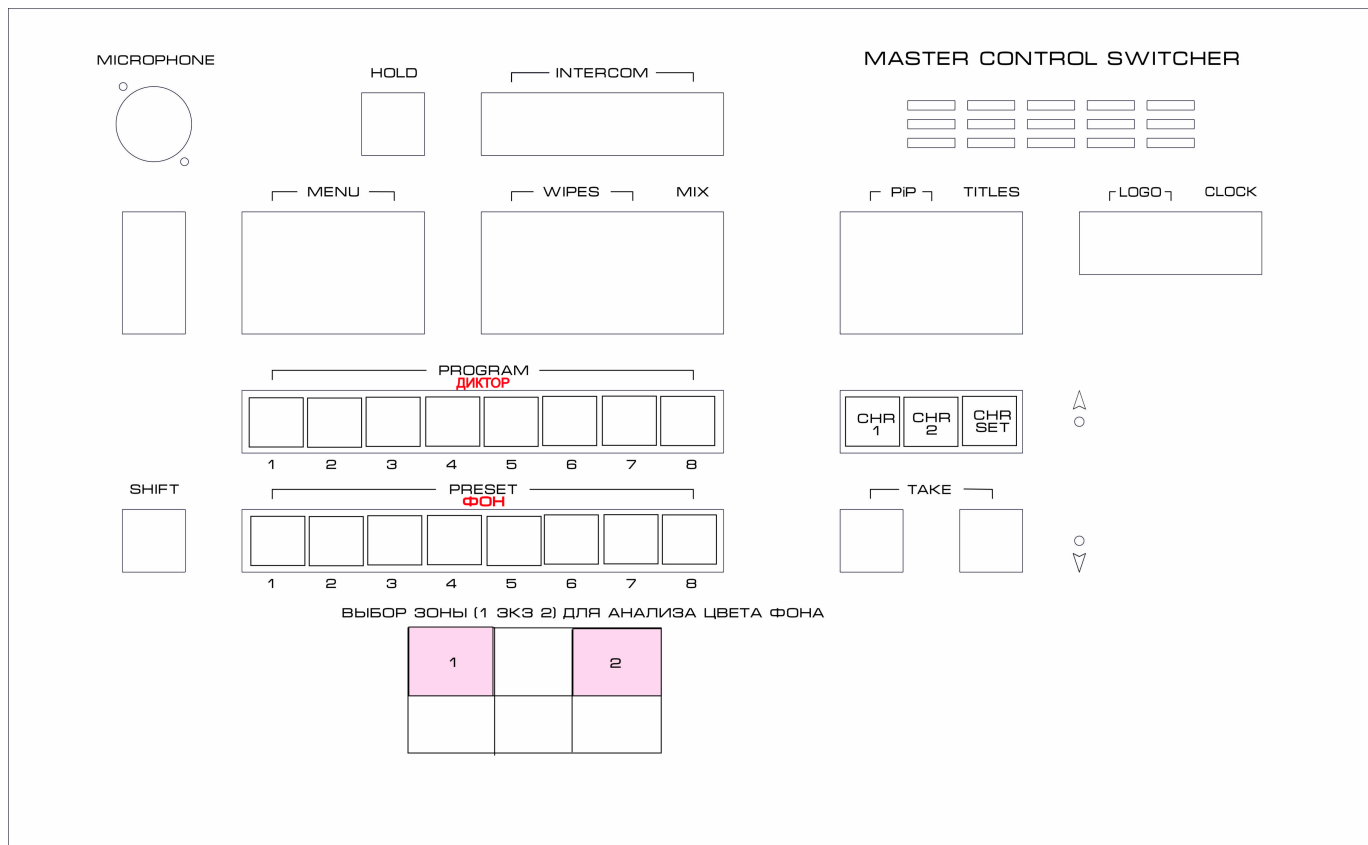 MICROPHONE
HOLD
INTERCOM
MASTER CONTROL SWITCHER
MENU
WIPES
MIX
PiP
TITLES
LOGO
CLOCK
PROGRAM
ДИКТОР
CHR
1
CHR
2
CHR
SET
1 2 3 4 5 6 7 8
SHIFT
PRESET
ФОН
TAKE
1 2 3 4 5 6 7 8
ВЫБОР ЗОНЫ (1 ЭКЗ 2) ДЛЯ АНАЛИЗА ЦВЕТА ФОНА
1 2